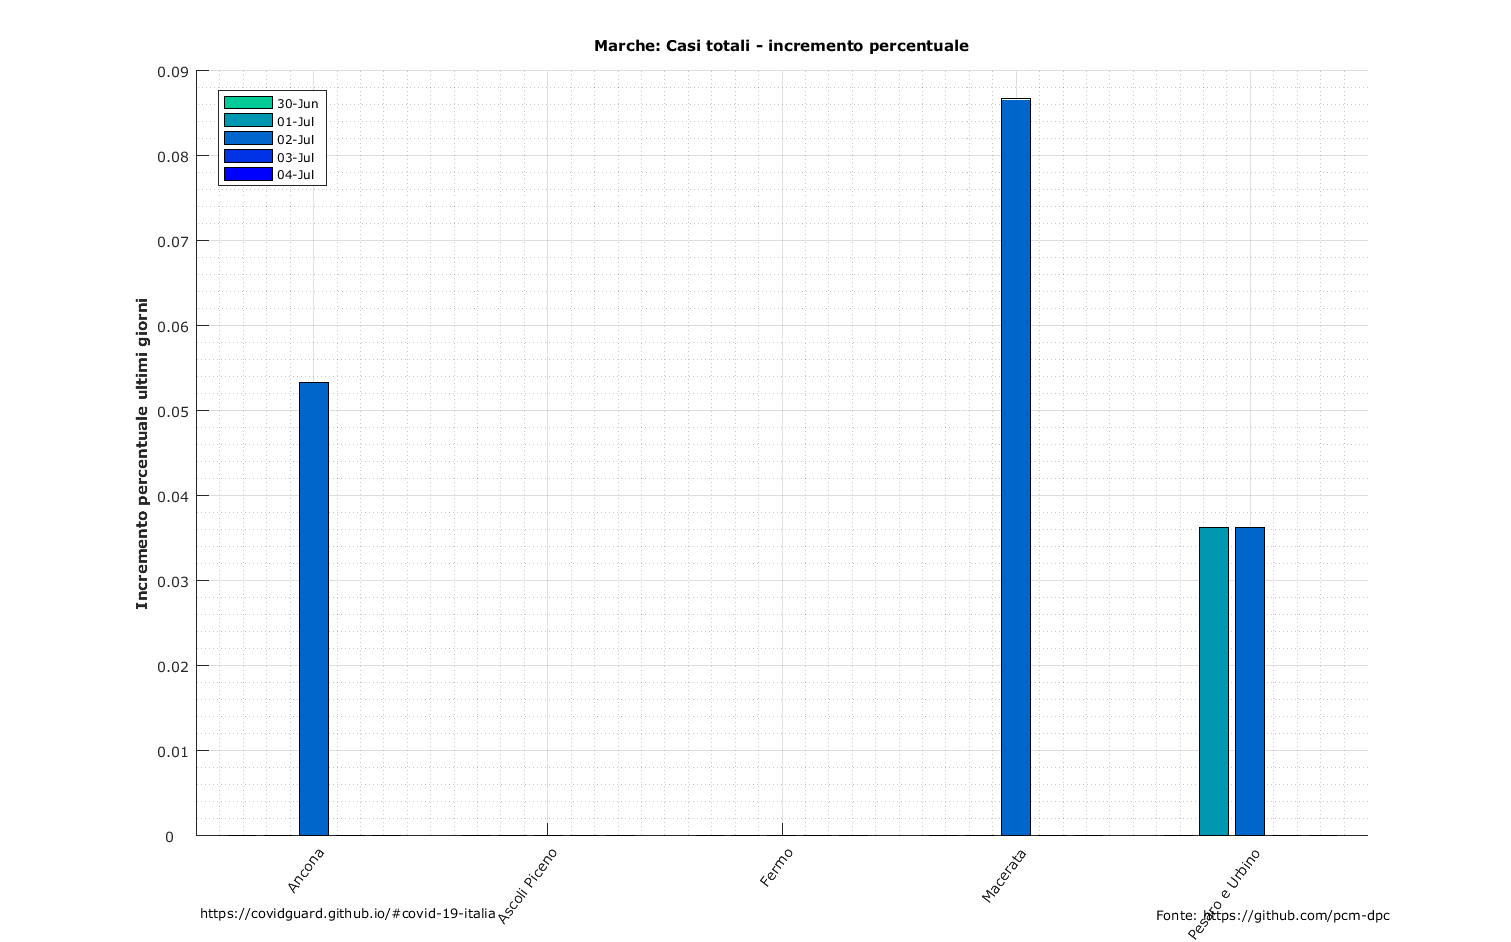 Marche: Casi totali - incremento percentuale
Incremento percentuale ultimi giorni
0.09
0.08
0.07
0.06
0.05
0.04
0.03
0.02
0.01
0
30-Jun
01-Jul
02-Jul
03-Jul
04-Jul
Ancona
Ascoli Piceno
Fermo
Macerata
Pesaro e Urbino
https://covidguard.github.io/#covid-19-italia
Fonte: https://github.com/pcm-dpc